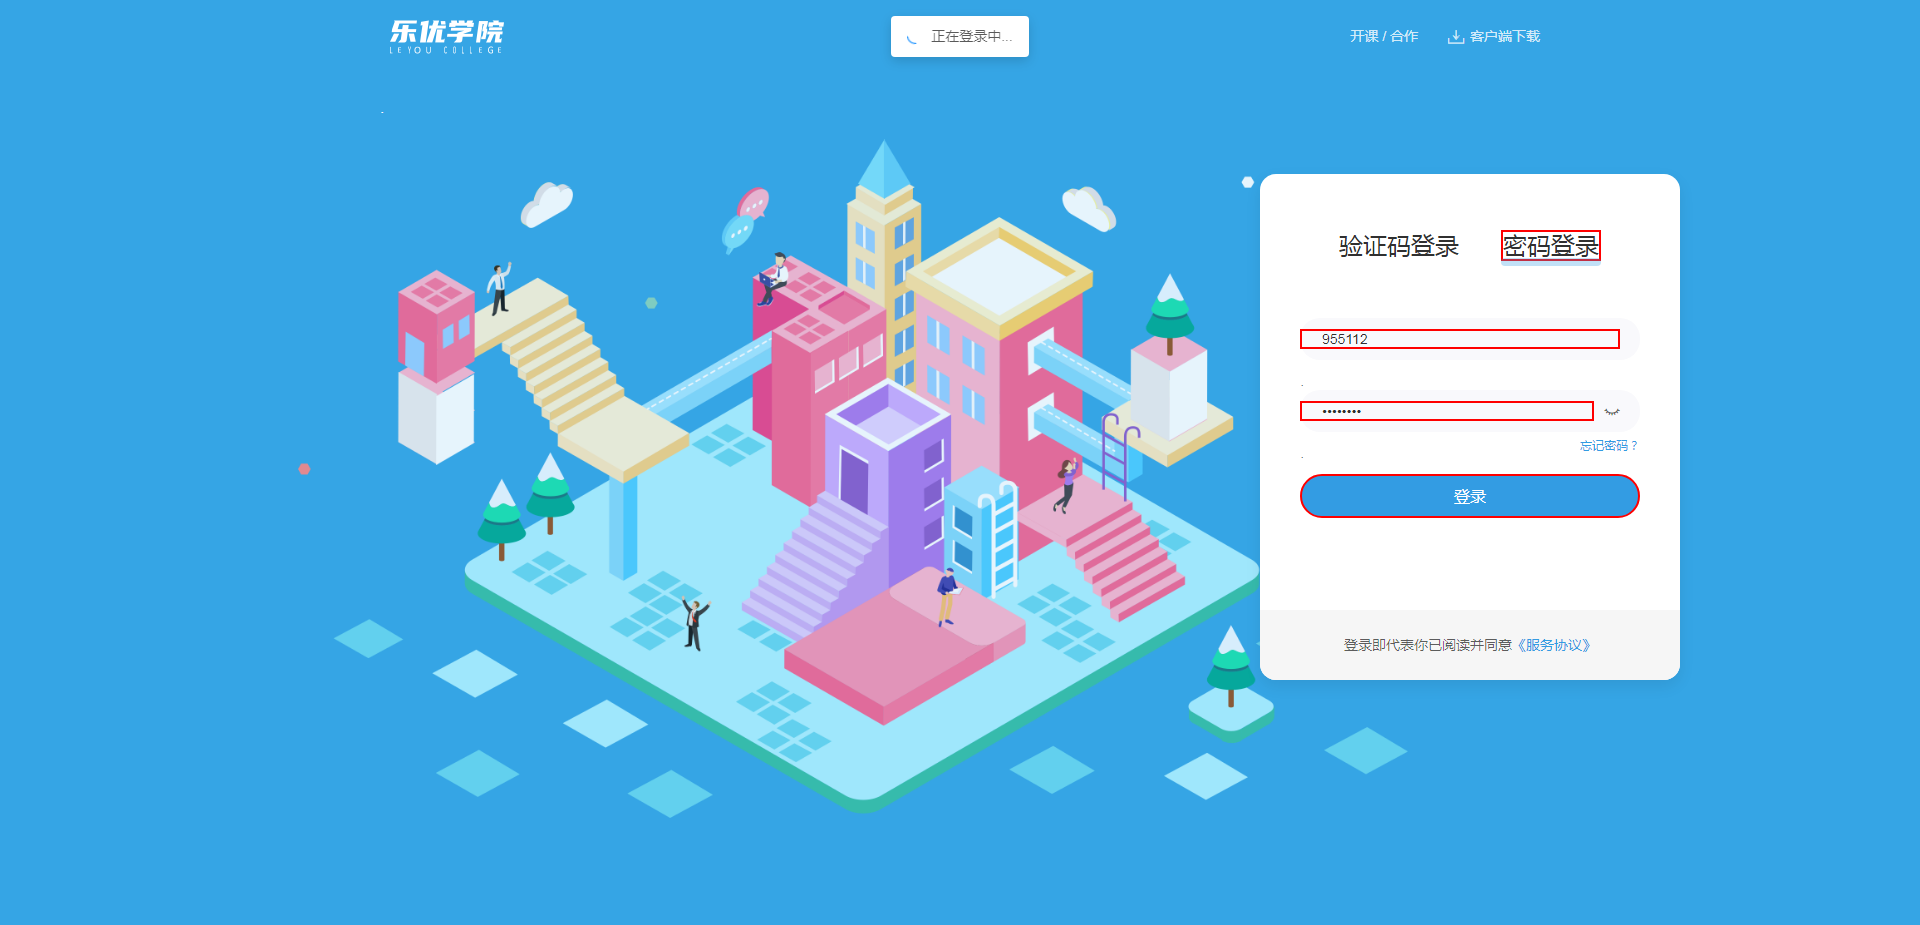 乐优学院
LEYOU COLLEGE
正在登录中...
开课 / 合作
客户端下载
验证码登录
密码登录
955112
••••••••
忘记密码？
登录
登录即代表你已阅读并同意《服务协议》